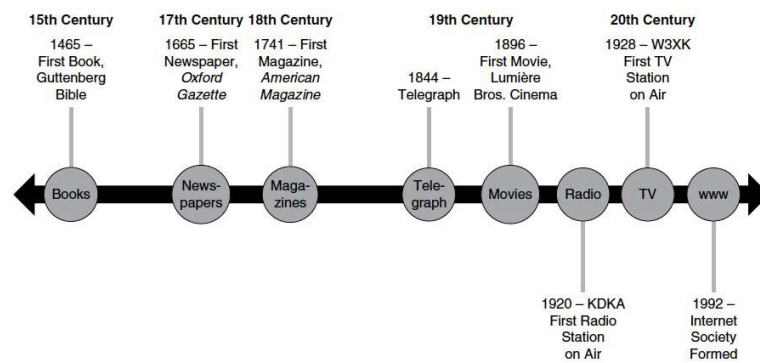 15th Century
1465 –
First Book,
Guttenberg
Bible
17th Century
1665 – First
Newspaper,
Oxford
Gazette
18th Century
1741 – First
Magazine,
American
Magazine
19th Century
1844 –
Telegraph
1896 –
First Movie,
Lumière
Bros. Cinema
20th Century
1928 – W3XK
First TV
Station
on Air
Books
News-
papers
Maga-
zines
Tele-
graph
Movies
Radio
TV
www
1920 – KDKA
First Radio
Station
on Air
1992 –
Internet
Society
Formed